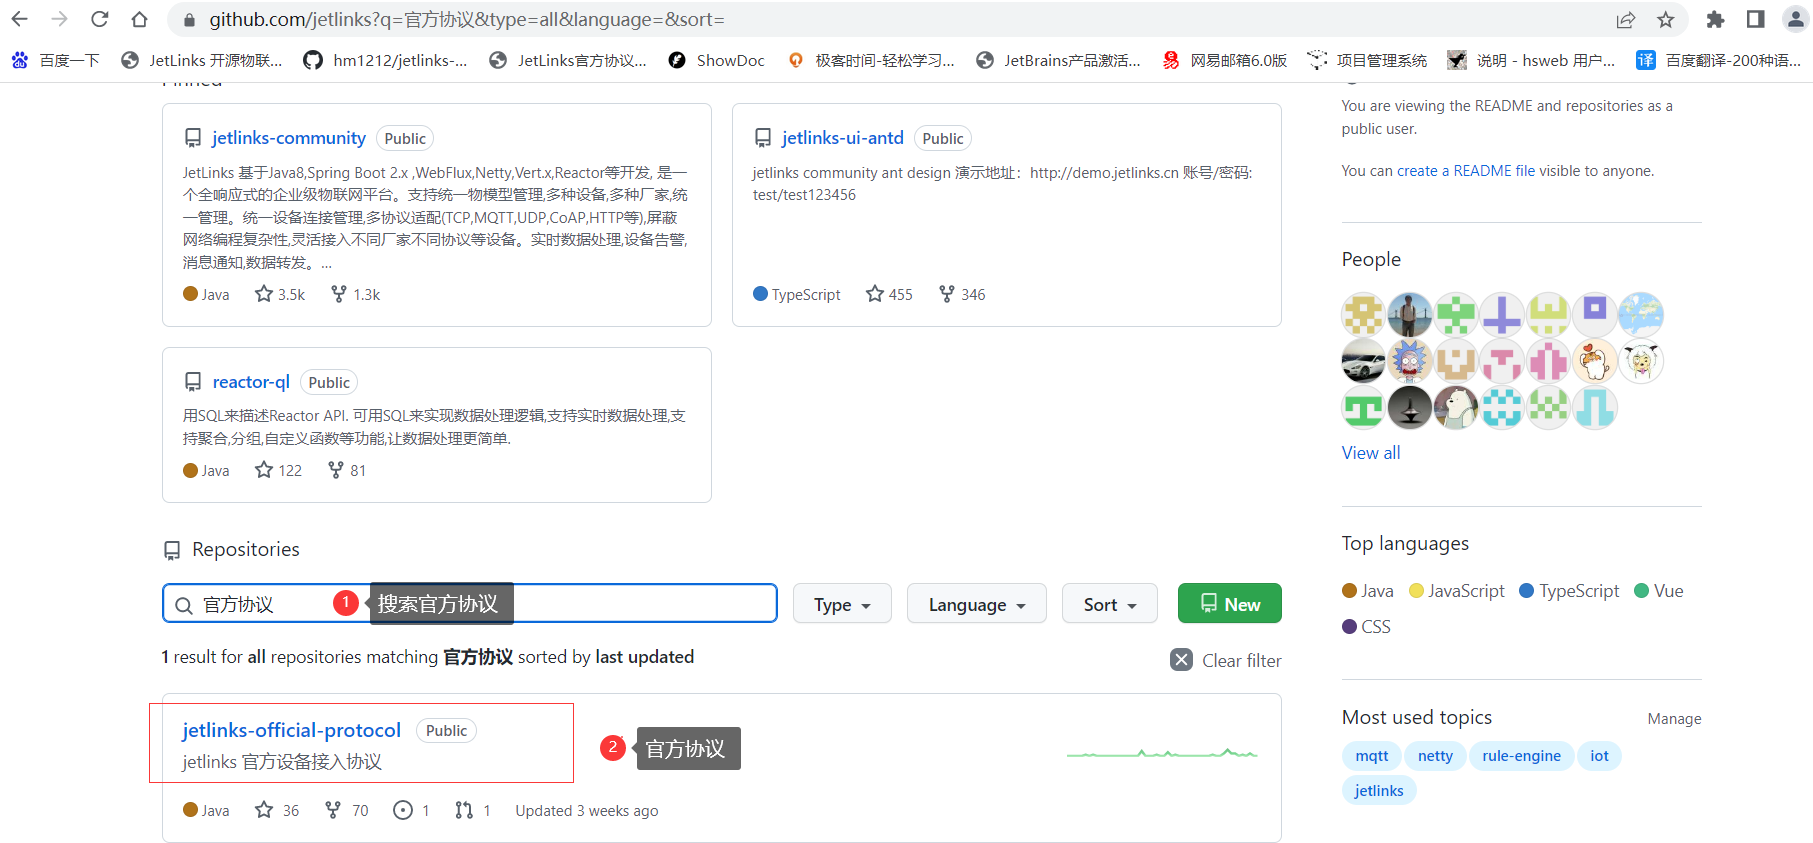 github.com/jetlinks?q=官方协议&type=all&language=&sort=
百度一下 JetLinks 开源物联... hm1212/jetlinks-... JetLinks官方协议... ShowDoc 极客时间-轻松学习... JetBrains产品激活... 网易邮箱6.0版 项目管理系统 说明 - hsweb 用户... 百度翻译-200种语...
Pinned
jetlinks-community Public
JetLinks 基于Java8,Spring Boot 2.x ,WebFlux,Netty,Vert.x,Reactor等开发, 是一
个全响应式的企业级物联网平台。支持统一物模型管理,多种设备,多种厂家,统
一管理。统一设备连接管理,多协议适配(TCP,MQTT,UDP,CoAP,HTTP等),屏蔽
网络编程复杂性,灵活接入不同厂家不同协议等设备。实时数据处理,设备告警,
消息通知,数据转发。...
Java 3.5k 1.3k
jetlinks-ui-antd Public
jetlinks community ant design 演示地址：http://demo.jetlinks.cn 账号/密码:
test/test123456
TypeScript 455 346
reactor-ql Public
用SQL来描述Reactor API. 可用SQL来实现数据处理逻辑,支持实时数据处理,支
持聚合,分组,自定义函数等功能,让数据处理更简单.
Java 122 81
Repositories
官方协议 1 搜索官方协议
Type Language Sort New
1 result for all repositories matching 官方协议 sorted by last updated
Clear filter
jetlinks-official-protocol Public
jetlinks 官方设备接入协议
2 官方协议
Java 36 70 1 1 Updated 3 weeks ago
You are viewing the README and repositories as a
public user.
You can create a README file visible to anyone.
People
View all
Top languages
Java JavaScript TypeScript Vue
CSS
Most used topics Manage
mqtt netty rule-engine iot
jetlinks